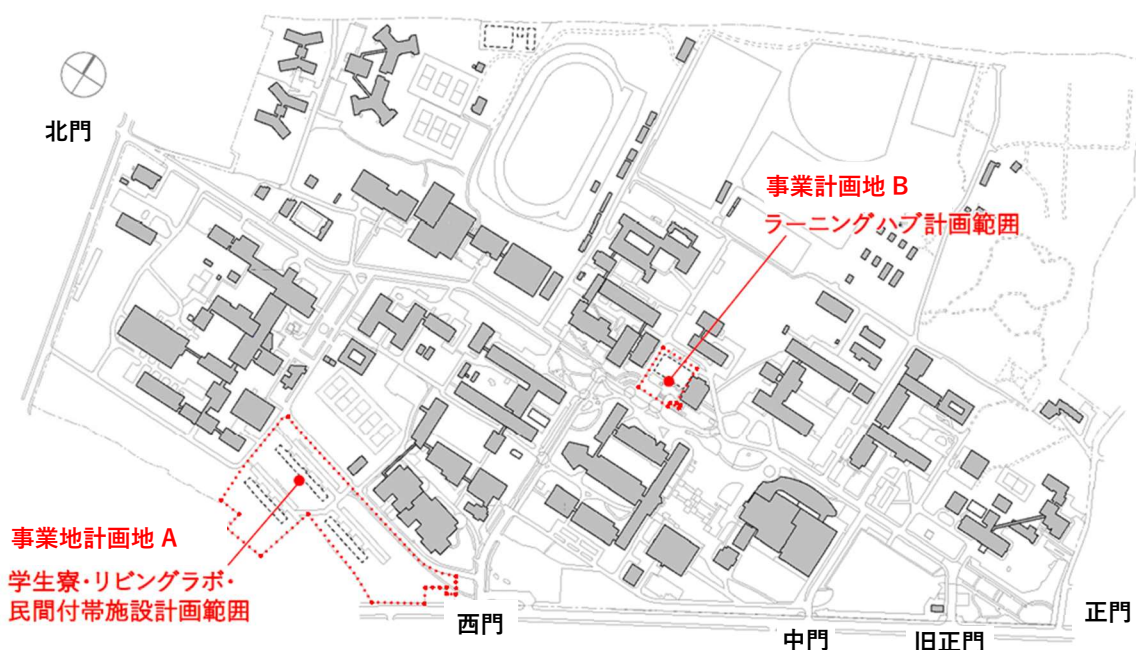 北門
事業計画地 B
ラーニングハブ計画範囲
事業地計画地 A
学生寮・リビングラボ・
民間付帯施設計画範囲
西門
中門
旧正門
正門